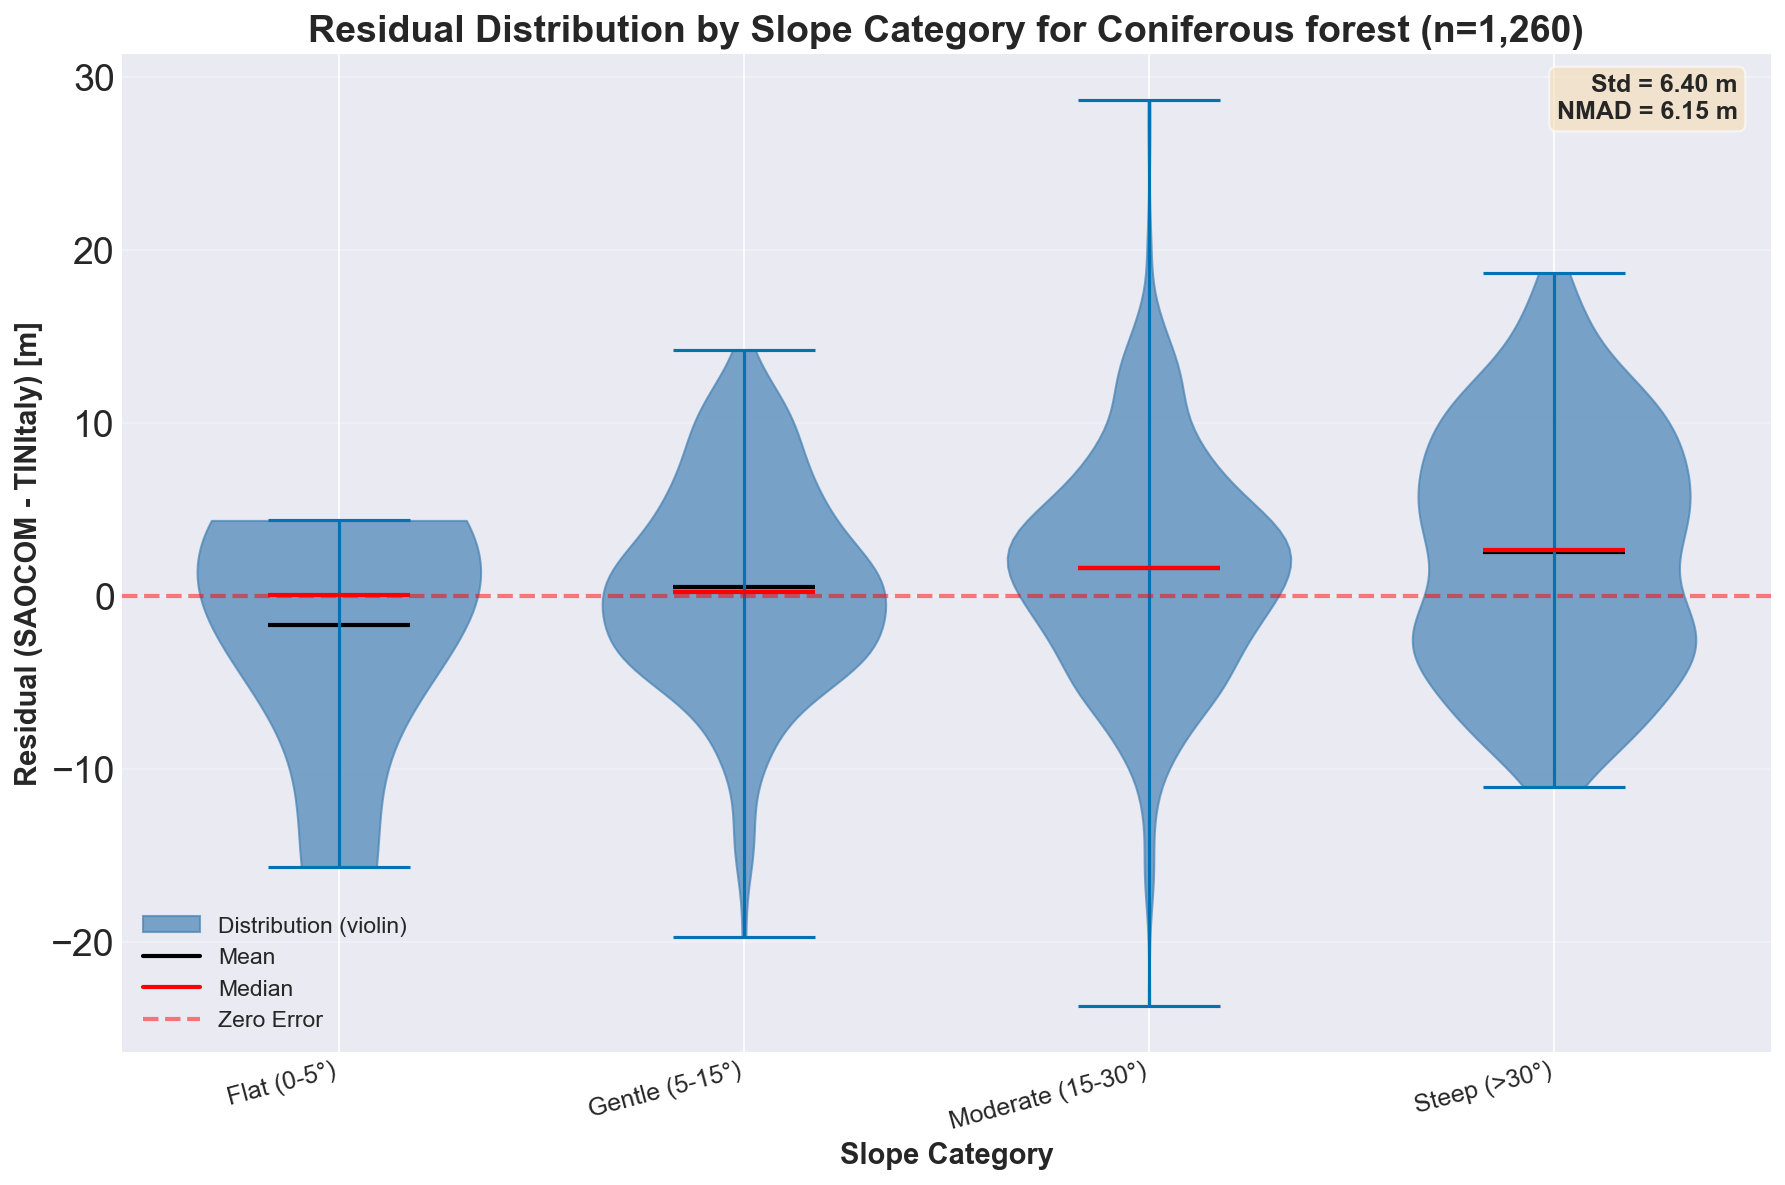 Residual Distribution by Slope Category for Coniferous forest (n=1,260)
Std = 6.40 m
NMAD = 6.15 m
Residual (SAOCOM - TINItaly) [m]
30
20
10
0
−10
−20
Distribution (violin)
Mean
Median
Zero Error
Flat (0-5°)
Gentle (5-15°)
Moderate (15-30°)
Steep (>30°)
Slope Category